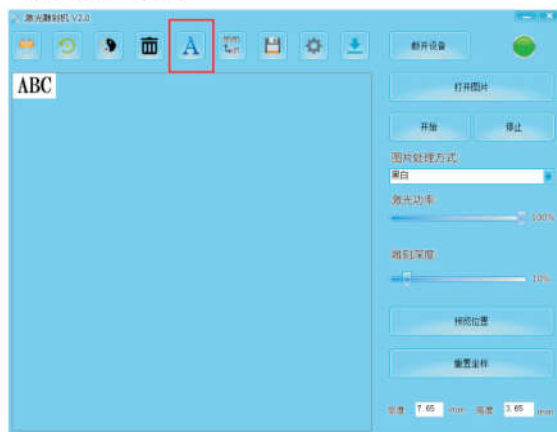 激光雕刻机 V2.0
A
断开设备
ABC
打开图片
开始 停止
图片处理方式
黑白
激光功率
100%
雕刻深度
10%
预览位置
重置坐标
宽度 7.65 mm 高度 3.65 mm